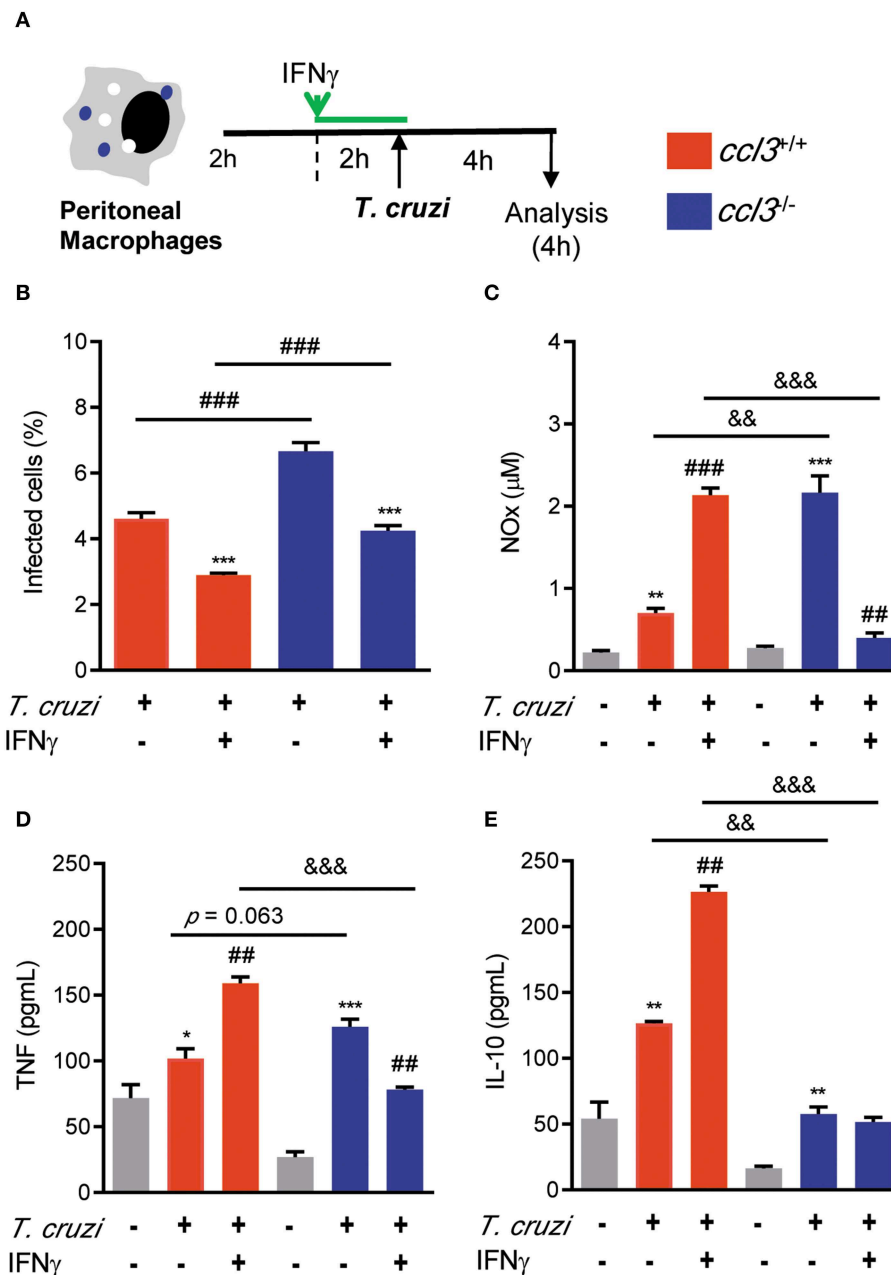 A
IFNγ
2h
2h
4h
T. cruzi
Peritoneal
Macrophages
Analysis
(4h)
ccl3+/+
ccl3-/-
B
10
8
6
4
2
0
Infected cells (%)
###
###
***
***
T. cruzi + + + +
IFNγ - + - +
C
4
3
2
1
0
NOx (μM)
&&&
&&
###
***
**
##
T. cruzi - + + - + +
IFNγ - - + - - +
D
250
200
150
100
50
0
TNF (pgmL)
&&&
p = 0.063
##
***
*
##
T. cruzi - + + - + +
IFNγ - - + - - +
E
250
200
150
100
50
0
IL-10 (pgmL)
&&&
&&
##
**
**
T. cruzi - + + - + +
IFNγ - - + - - +